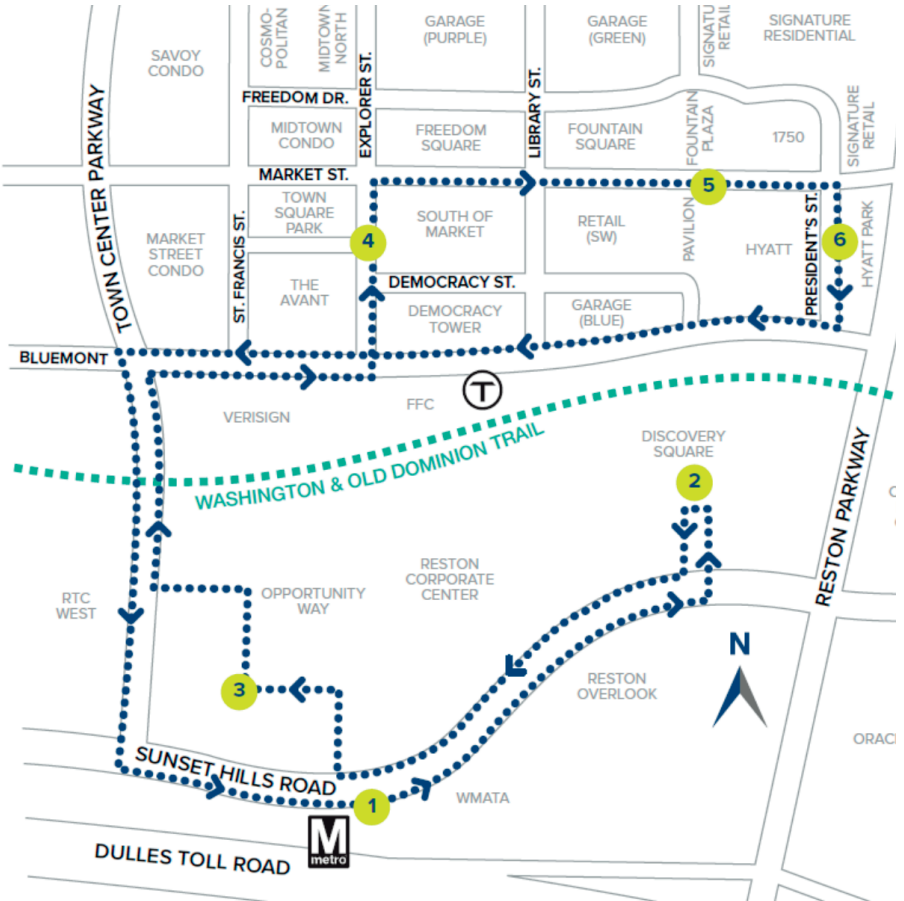 COSMO-
POLITAN
MIDTOWN
NORTH
EXPLORER ST.
GARAGE
(PURPLE)
LIBRARY ST.
GARAGE
(GREEN)
RETAIL
SIGNATURE
RESIDENTIAL
SAVOY
CONDO
TOWN CENTER PARKWAY
FREEDOM DR.
MIDTOWN
CONDO
FREEDOM
SQUARE
FOUNTAIN
SQUARE
FOUNTAIN
PLAZA
1750
SIGNATURE
RETAIL
MARKET ST.
5
TOWN
SQUARE
PARK
SOUTH OF
MARKET
RETAIL
(SW)
PAVILION
HYATT
PRESIDENT'S ST.
6
HYATT PARK
MARKET
STREET
CONDO
ST. FRANCIS ST.
4
THE
AVANT
DEMOCRACY ST.
DEMOCRACY
TOWER
GARAGE
(BLUE)
BLUEMONT
VERISIGN
FFC
T
WASHINGTON & OLD DOMINION TRAIL
DISCOVERY
SQUARE
2
RESTON PARKWAY
RTC
WEST
OPPORTUNITY
WAY
RESTON
CORPORATE
CENTER
N
3
RESTON
OVERLOOK
ORAC
SUNSET HILLS ROAD
1
WMATA
M
metro
DULLES TOLL ROAD